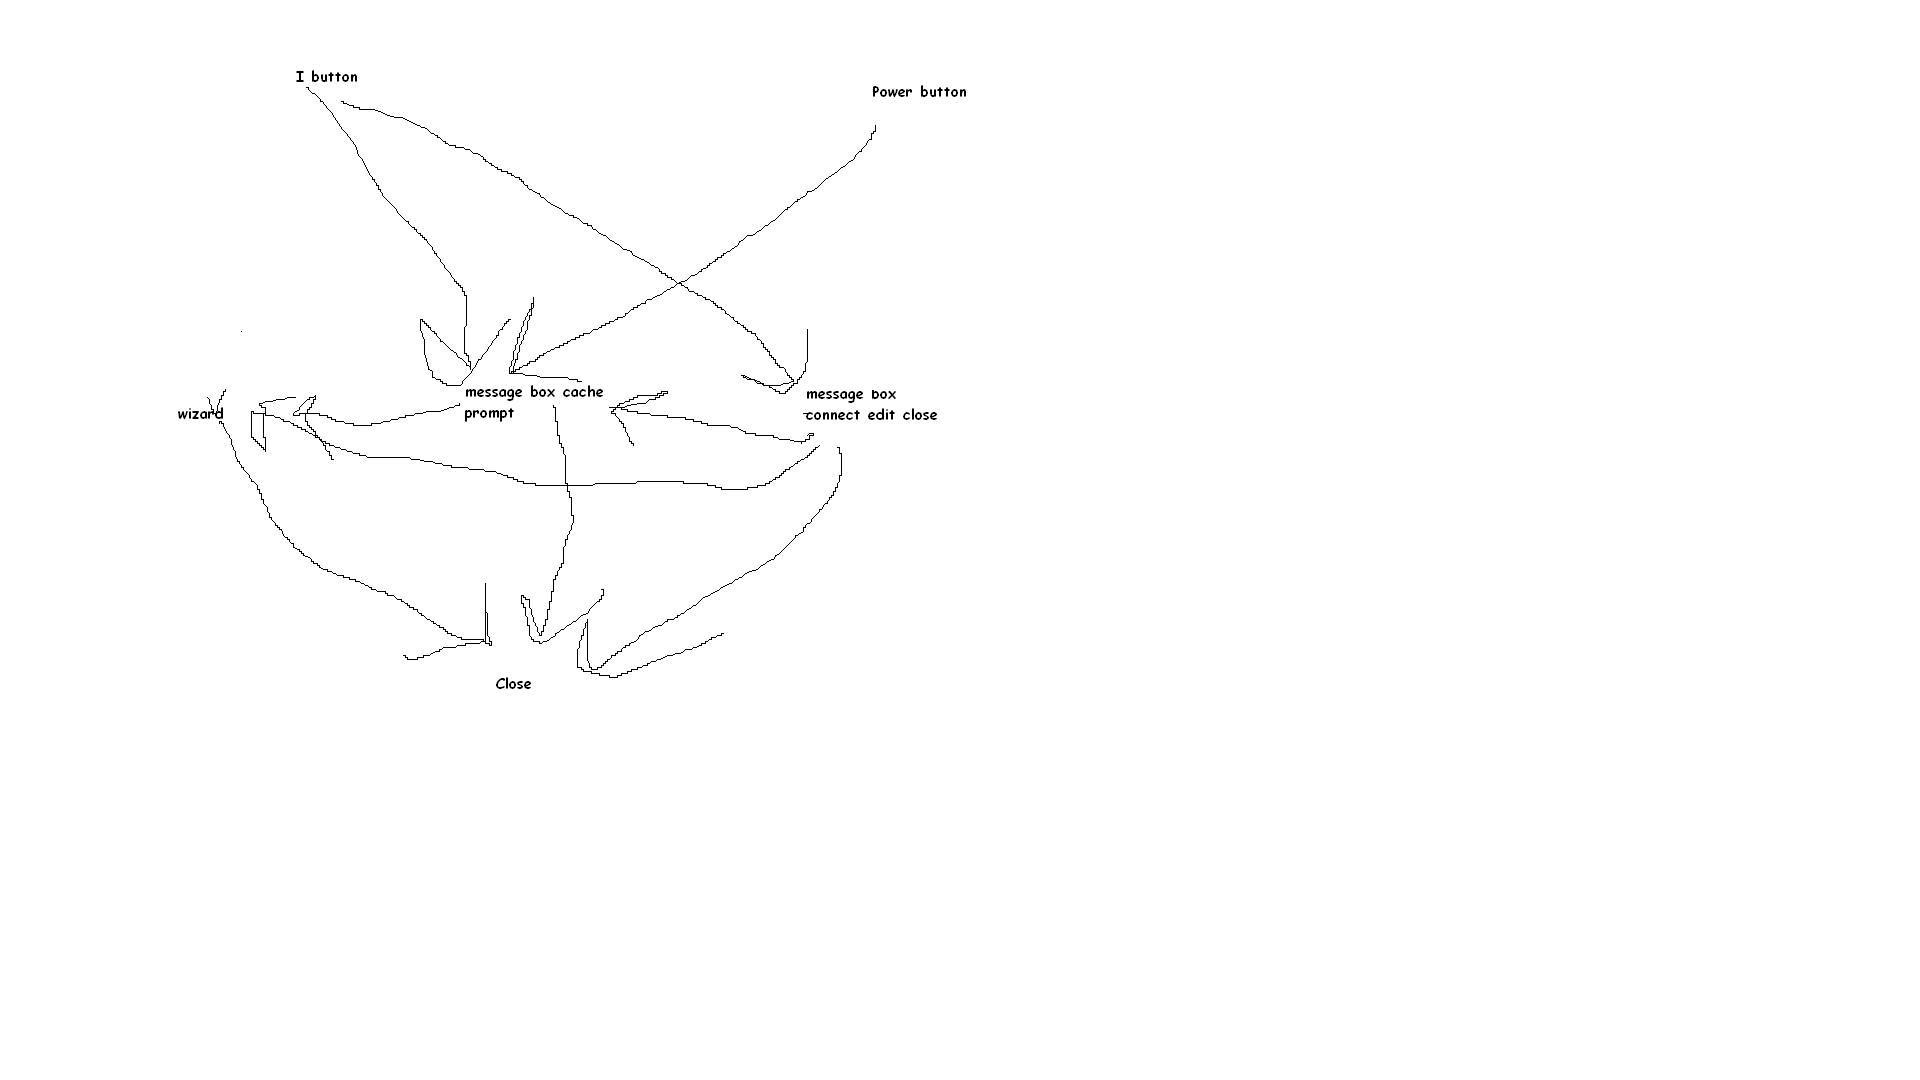 I button
Power button
message box cache
prompt
message box
connect edit close
wizard
Close